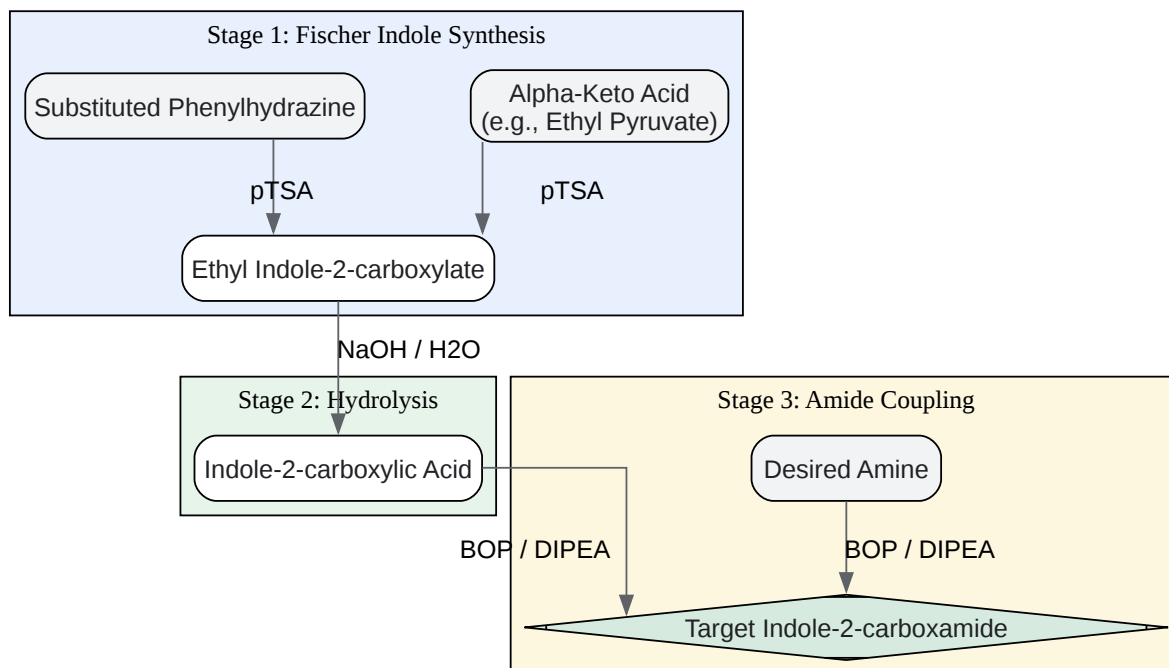 Stage 1: Fischer Indole Synthesis
Substituted Phenylhydrazine
Alpha-Keto Acid
(e.g., Ethyl Pyruvate)
pTSA
pTSA
Ethyl Indole-2-carboxylate
NaOH / H2O
Stage 2: Hydrolysis
Stage 3: Amide Coupling
Indole-2-carboxylic Acid
Desired Amine
BOP / DIPEA
BOP / DIPEA
Target Indole-2-carboxamide